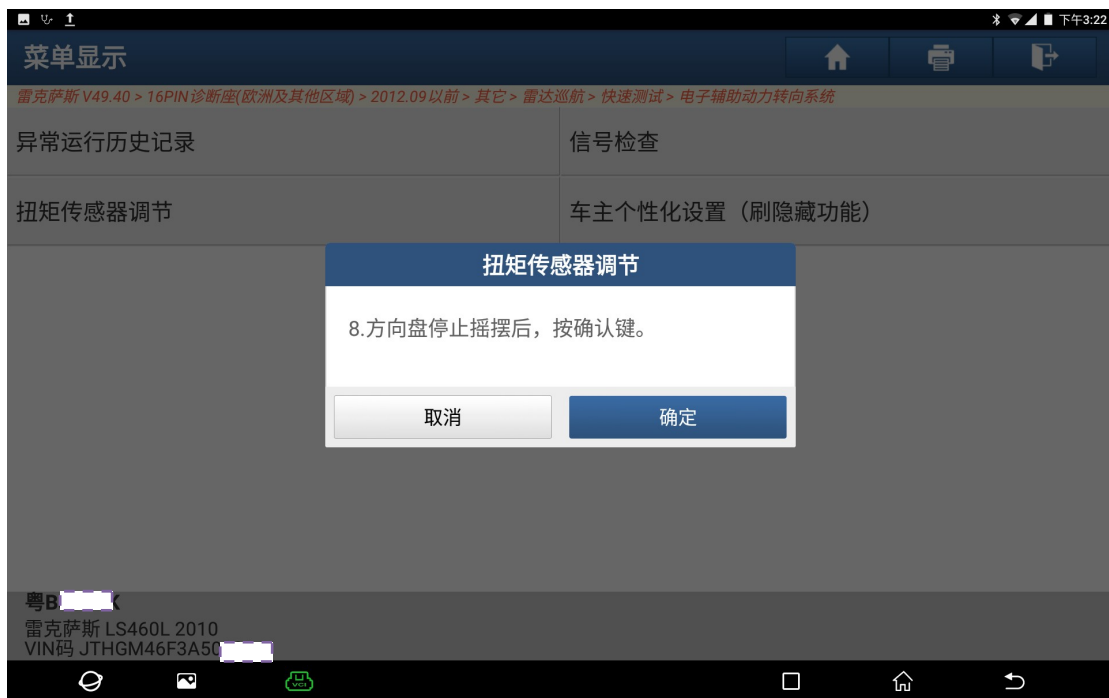 下午3:22
菜单显示
雷克萨斯 V49.40 > 16PIN诊断座(欧洲及其他区域) > 2012.09以前 > 其它 > 雷达巡航 > 快速测试 > 电子辅助动力转向系统
异常运行历史记录
信号检查
扭矩传感器调节
车主个性化设置（刷隐藏功能）
扭矩传感器调节
8.方向盘停止摇摆后，按确认键。
取消
确定
粤B
雷克萨斯 LS460L 2010
VIN码 JTHGM46F3A50
VCI